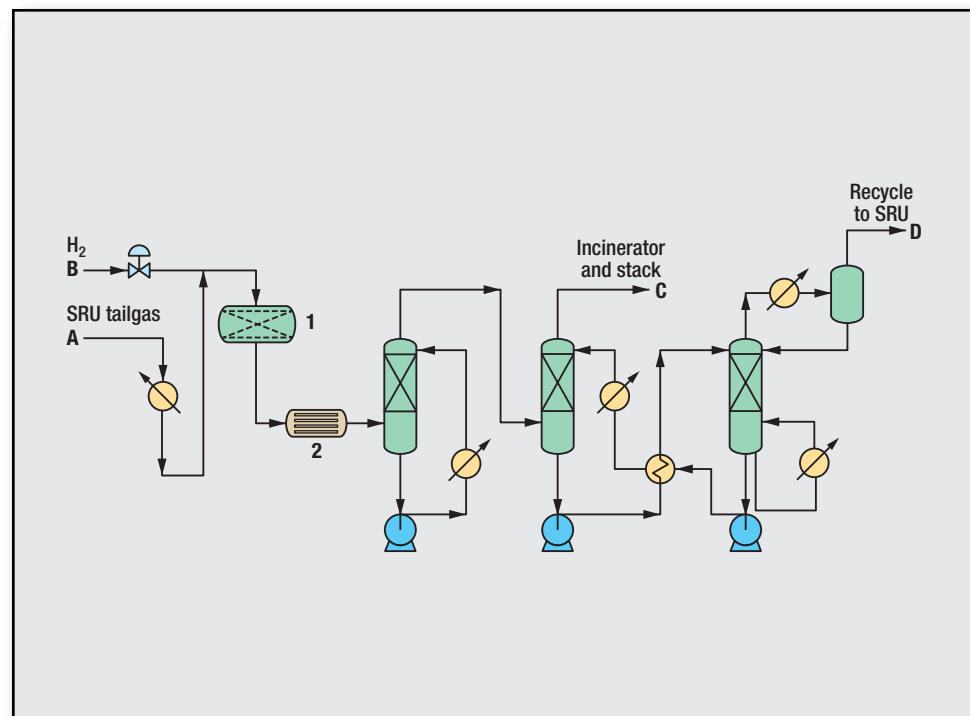 H2
B
SRU tailgas
A
1
2
Incinerator
and stack
C
Recycle
to SRU
D